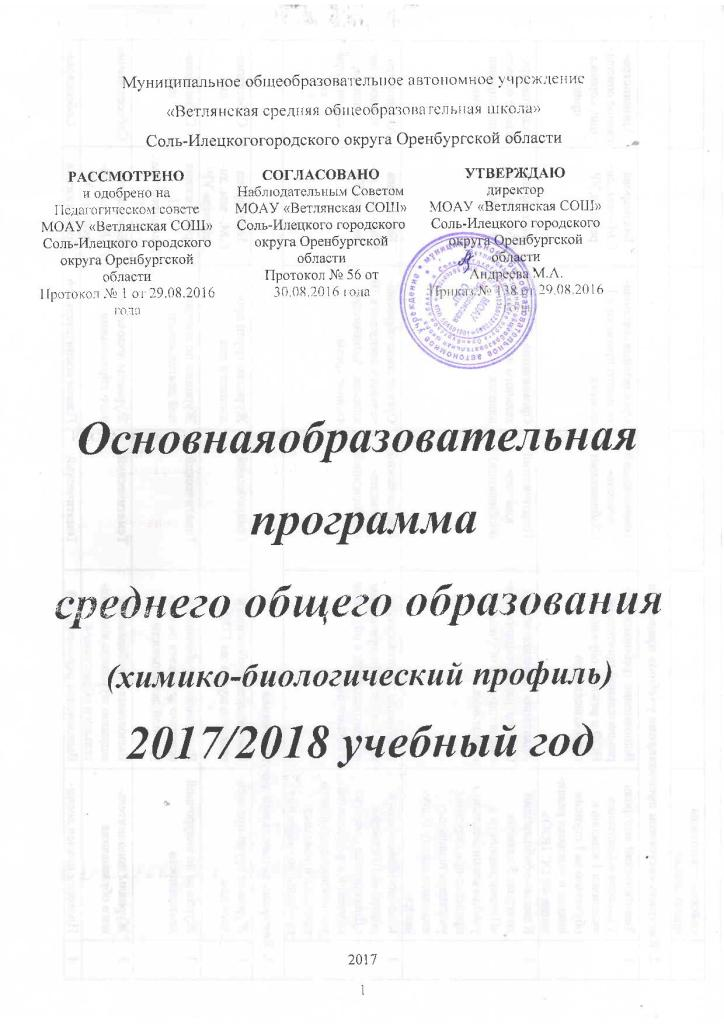 Муниципальное общеобразовательное автономное учреждение
«Ветлянская средняя общеобразовательная школа»
Соль-Илецкогогородского округа Оренбургской области
РАССМОТРЕНО
и одобрено на
Педагогическом совете
МОАУ «Ветлянская СОШ»
Соль-Илецкого городского
округа Оренбургской
области
Протокол № 1 от 29.08.2016
года
СОГЛАСОВАНО
Наблюдательным Советом
МОАУ «Ветлянская СОШ»
Соль-Илецкого городского
округа Оренбургской
области
Протокол № 56 от
30.08.2016 года
УТВЕРЖДАЮ
директор
МОАУ «Ветлянская СОШ»
Соль-Илецкого городского
округа Оренбургской
области
Андреева М.А.
Приказ № 138 от 29.08.2016
Основнаяобразовательная
программа
среднего общего образования
(химико-биологический профиль)
2017/2018 учебный год
2017
1